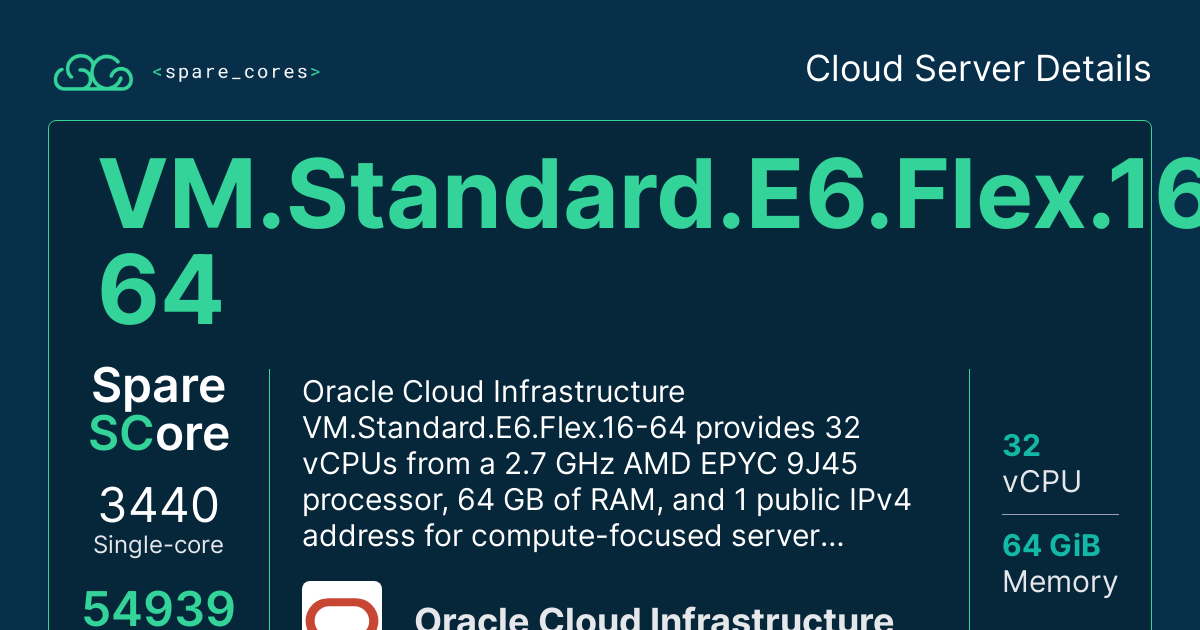 <spare_cores>
Cloud Server Details
VM.Standard.E6.Flex.16
64
Spare
SCore
3440
Single-core
54939
Oracle Cloud Infrastructure
VM.Standard.E6.Flex.16-64 provides 32
vCPUs from a 2.7 GHz AMD EPYC 9J45
processor, 64 GB of RAM, and 1 public IPv4
address for compute-focused server...
Oracle Cloud Infrastructure
32
vCPU
64 GiB
Memory